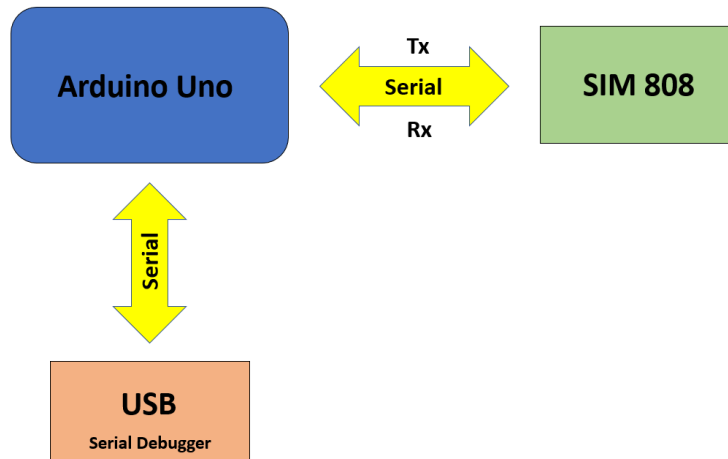 Arduino Uno
Tx
Serial
Rx
SIM 808
Serial
USB
Serial Debugger